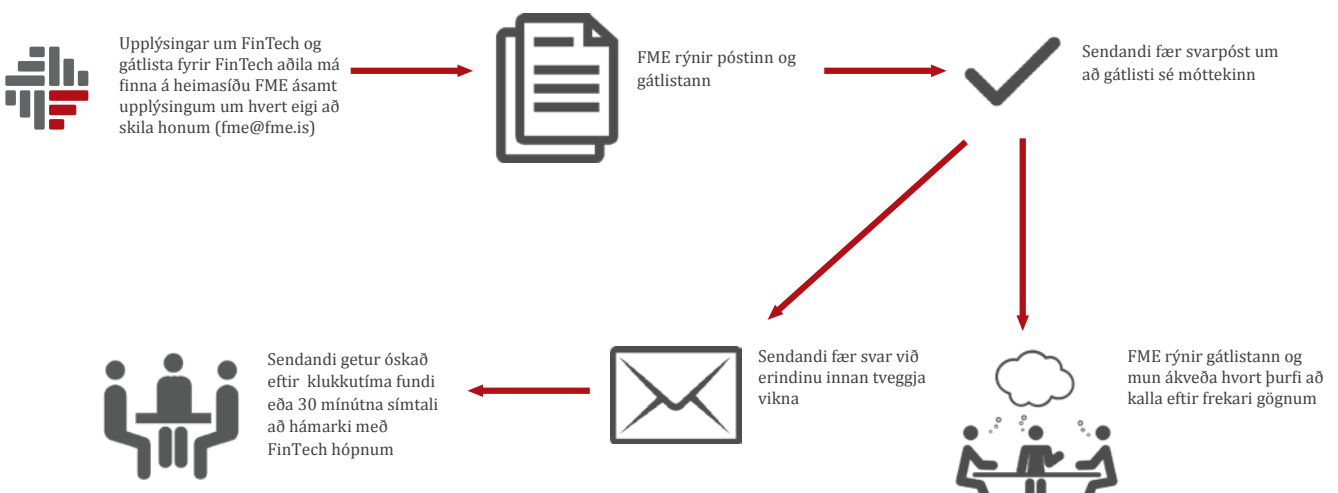 Upplýsingar um FinTech og
gátlista fyrir FinTech aðila má
finna á heimasíðu FME ásamt
upplýsingum um hvert eigi að
skila honum (fme@fme.is)
FME rýnir póstinn og
gátlistann
Sendandi fær svarpóst um
að gátlisti sé móttekinn
Sendandi getur óskað
eftir klukkutíma fundi
eða 30 mínútna símtali
að hámarki með
FinTech hópnum
Sendandi fær svar við
erindinu innan tveggja
vikna
FME rýnir gátlistann og
mun ákveða hvort þurfi að
kalla eftir frekari gögnum